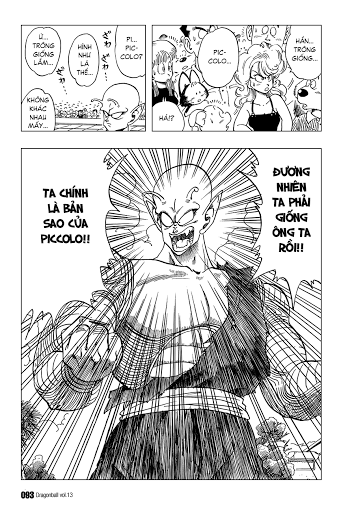 HẮN...
TRÔNG
GIỐNG...
PIC-
COLO...
HẢ!?
PI...
PIC-
COLO?
HÌNH
NHƯ LÀ
THẾ...
Ừ...
TRÔNG
GIỐNG
LẮM...
KHÔNG
KHÁC
NHAU
MẤY...
ĐƯƠNG
NHIÊN
TA PHẢI
GIỐNG
ÔNG TA
RỒI!!
TA CHÍNH
LÀ BẢN
SAO CỦA
PICCOLO!!
093 Dragonball vol.13